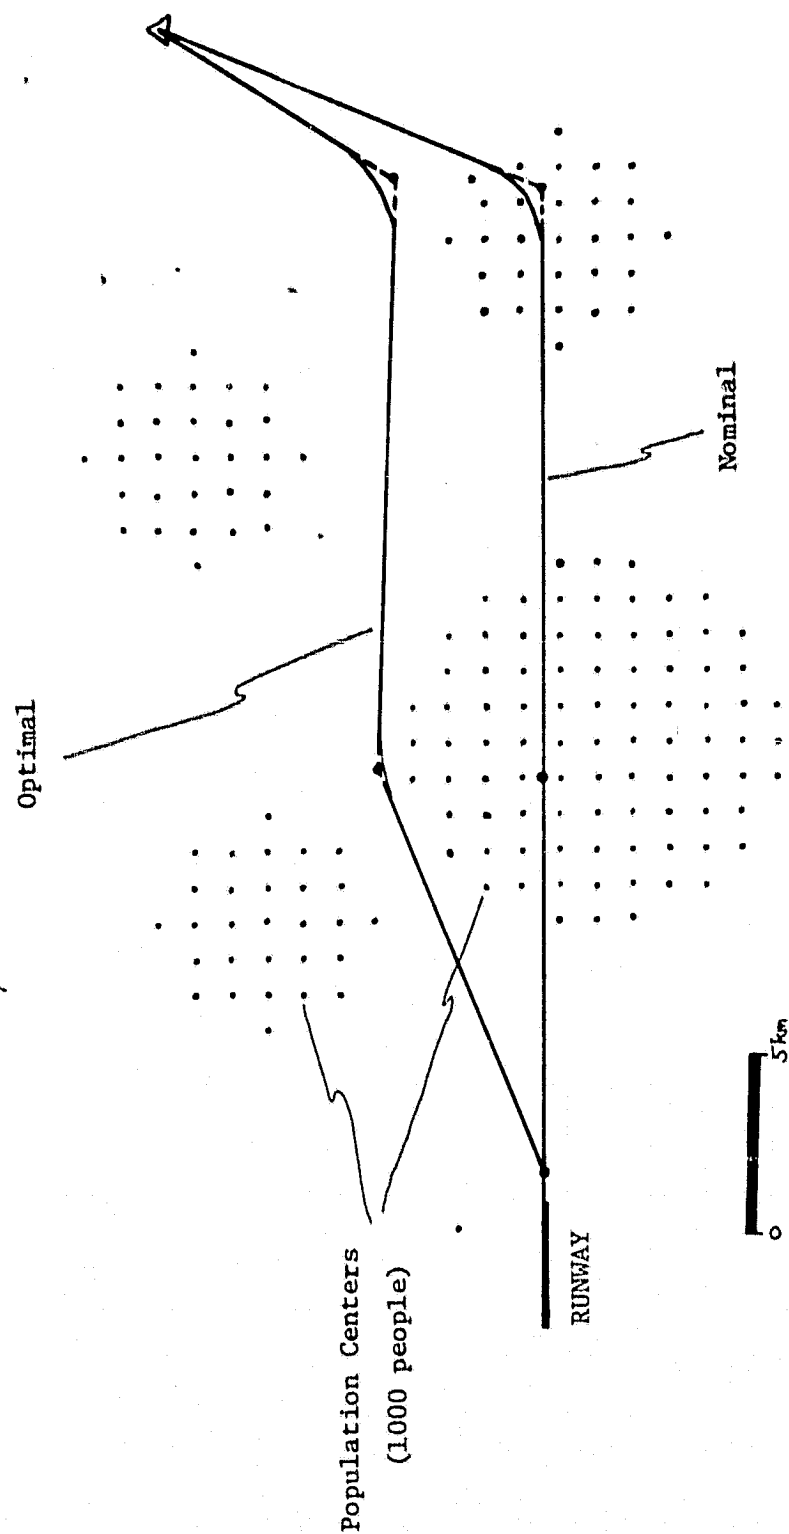 Optimal
Nominal
Population Centers
(1000 people)
RUNWAY
0
5km